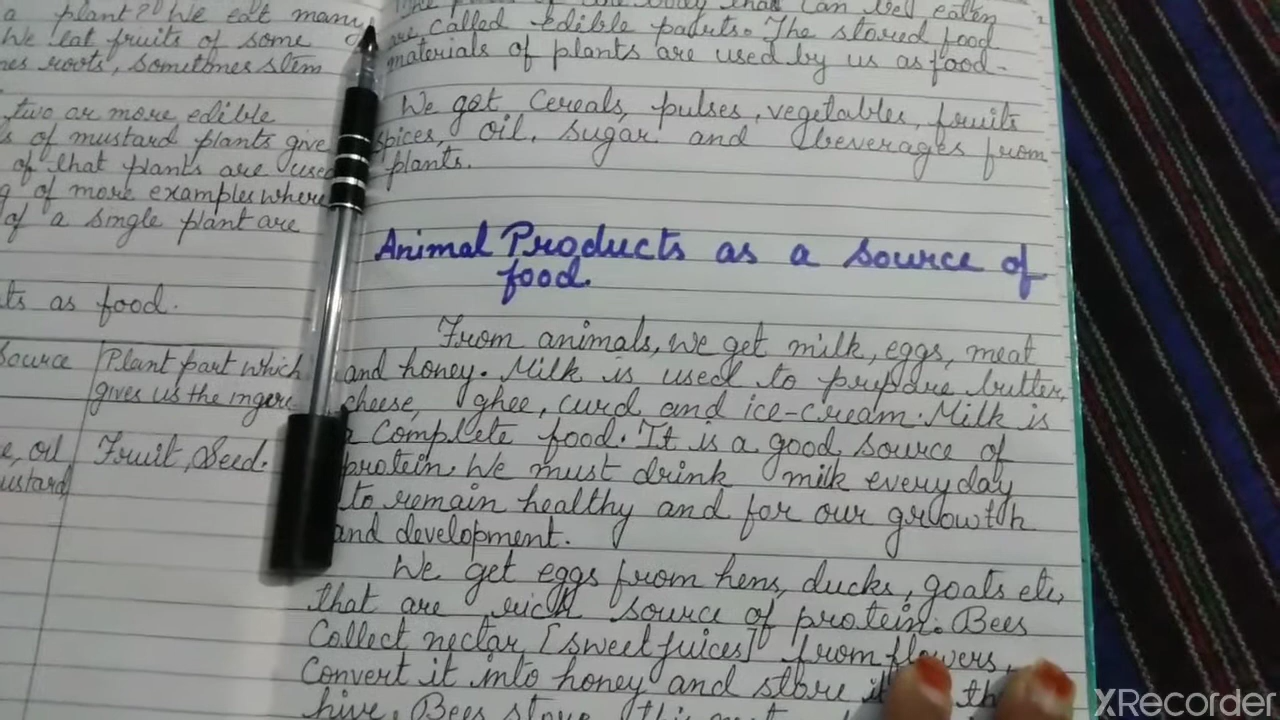 a plant? We eat many
We eat fruits of some
roots, sometimes stem
two or more edible
s of mustard plants give
of that plants are used
g of more examples where
of a single plant are
ts as food.
Source | Plant part which
gives us the ingere
e, oil | Fruit, Seed.
ustard
can eaten
are called edible paurts. The stored food
materials of plants are used by us as food.
We got Cereals, pulses, vegetables, fruits
spices, oil, sugar and beverages from
plants.
Animal Products as a source of
food.
From animals, we get milk, eggs, meat
and honey. Milk is used to prepare butter,
cheese, ghee, curd and ice-cream. Milk is
a Complete food. It is a good source of
protein. We must drink milk everyday
to remain healthy and for our growth
and development.
We get eggs from hens, ducks, goats etc,
that are rich source of protein. Bees
Collect nectar [sweet juices] from flowers,
Convert it into honey and store it
hive. Bees
XRecorder